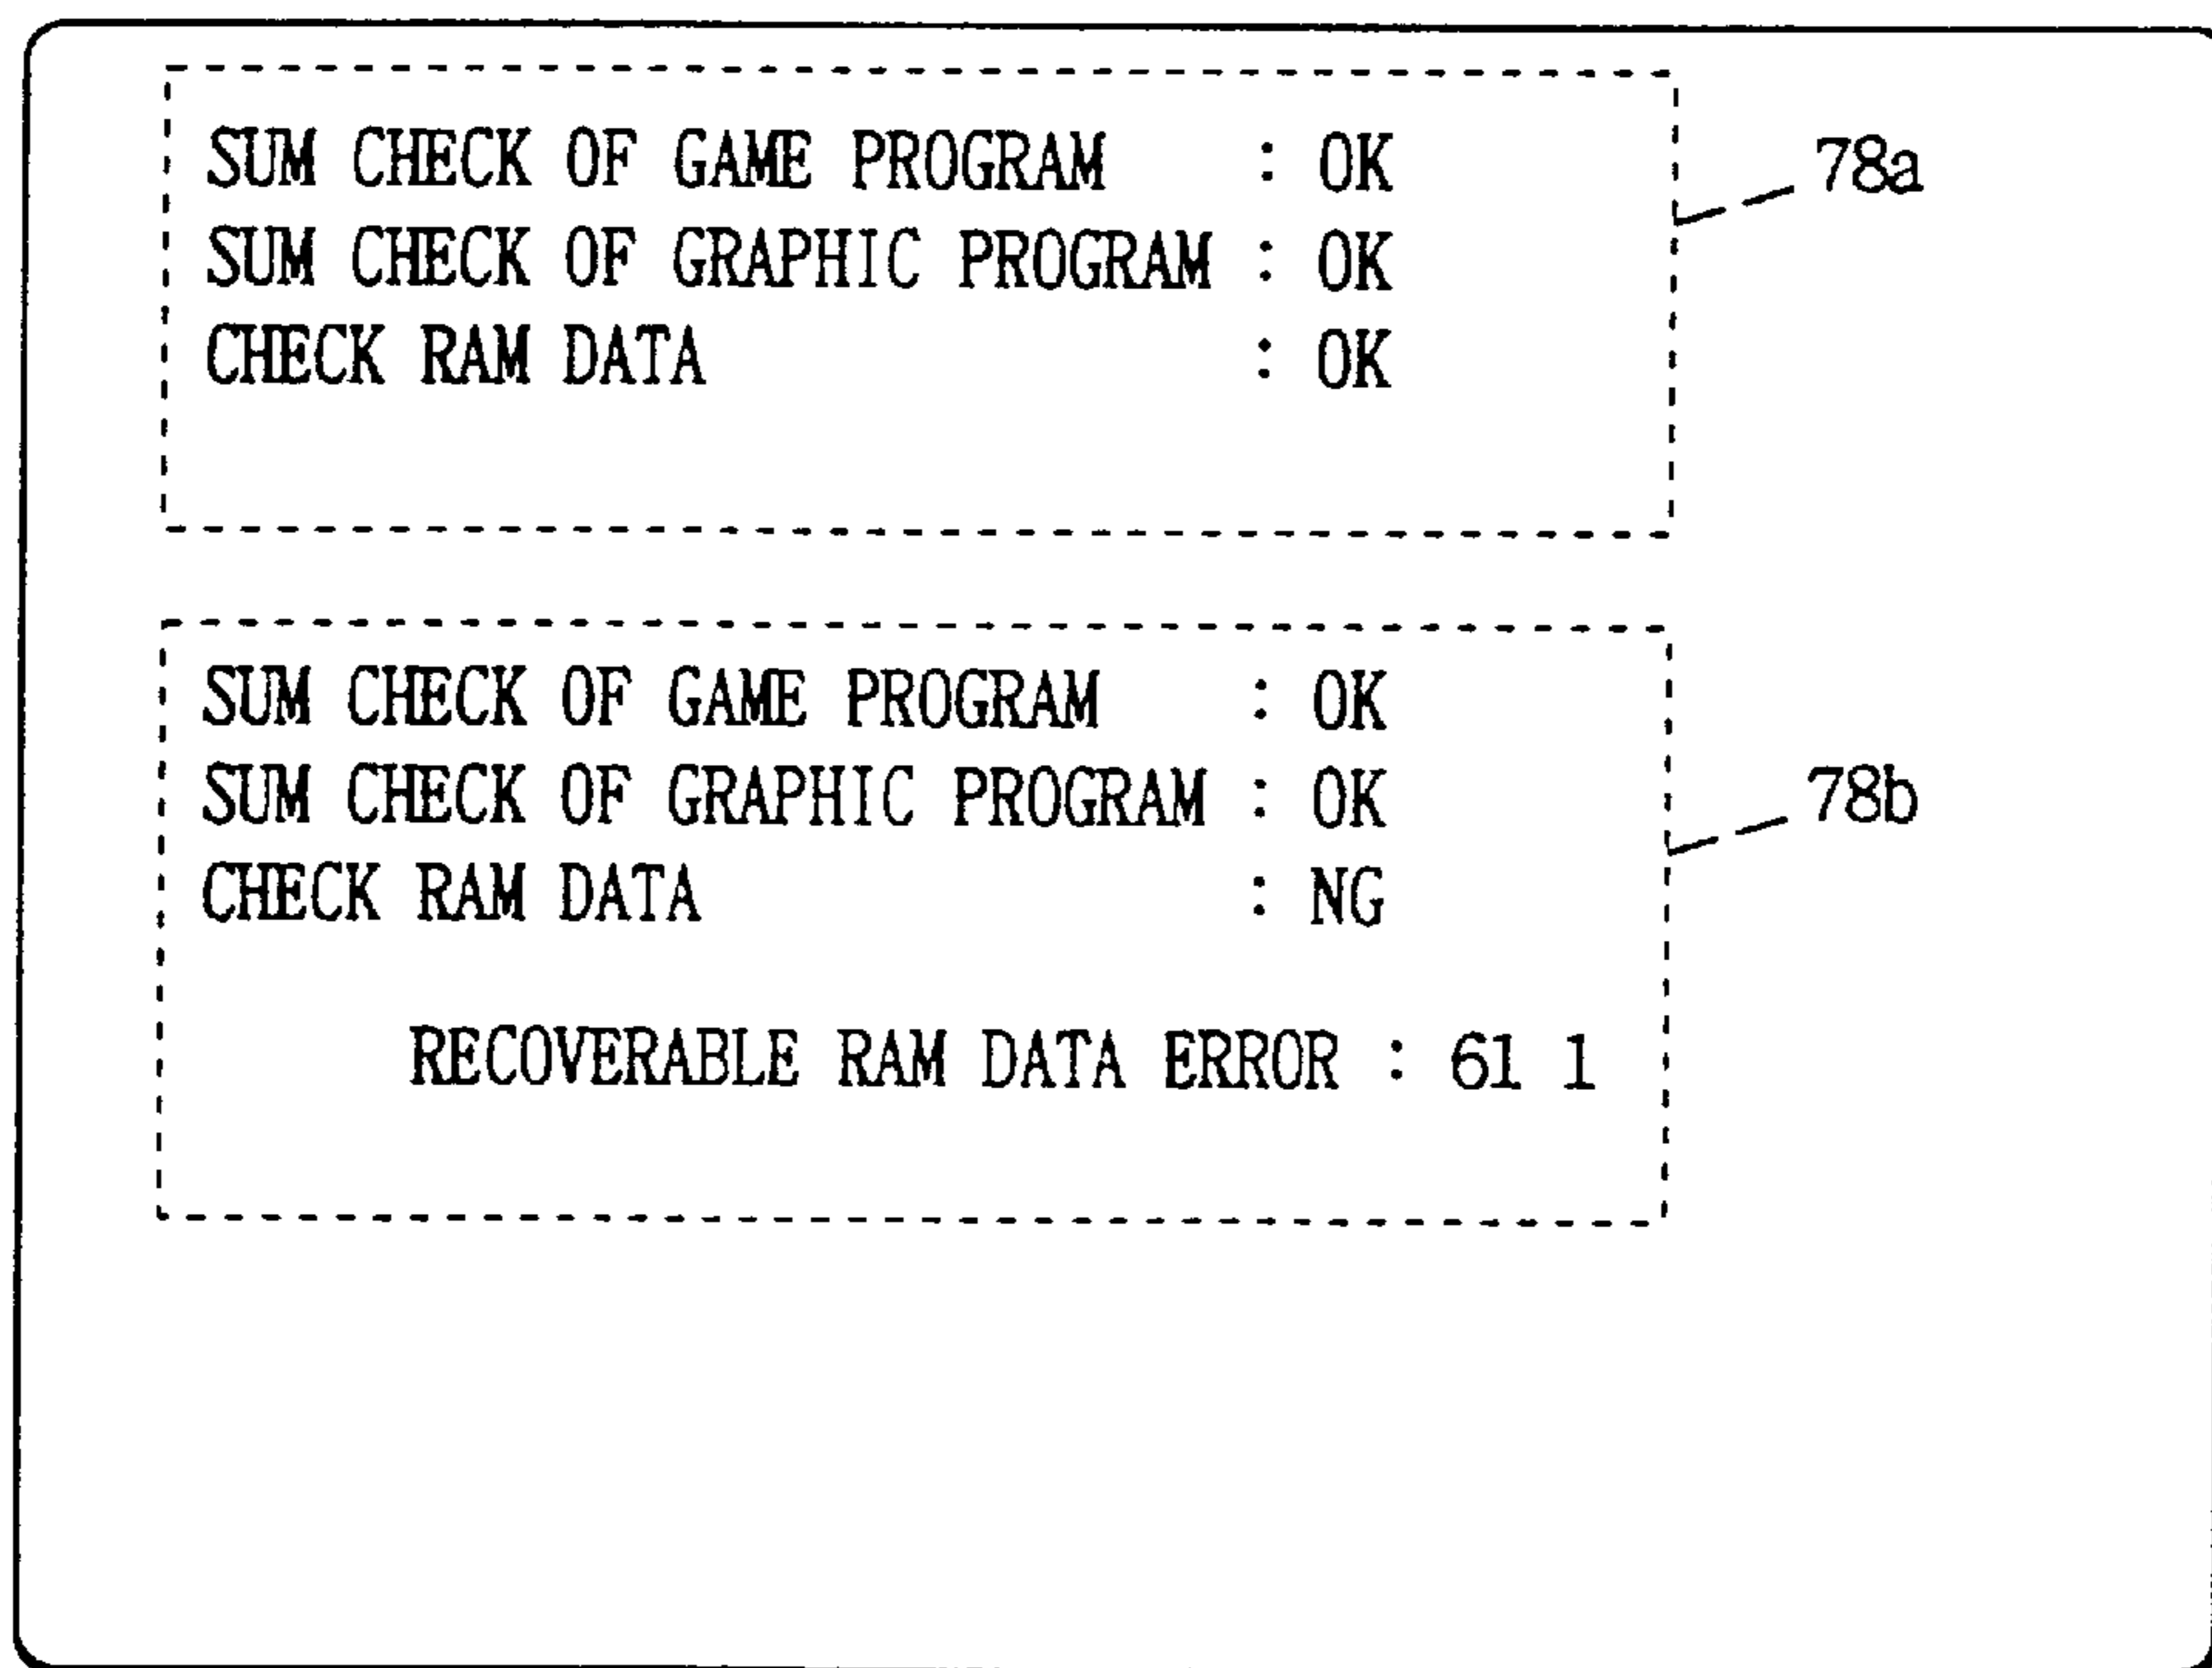 SUM CHECK OF GAME PROGRAM : OK
SUM CHECK OF GRAPHIC PROGRAM : OK
CHECK RAM DATA : OK
78a
SUM CHECK OF GAME PROGRAM : OK
SUM CHECK OF GRAPHIC PROGRAM : OK
CHECK RAM DATA : NG
RECOVERABLE RAM DATA ERROR : 61 1
78b